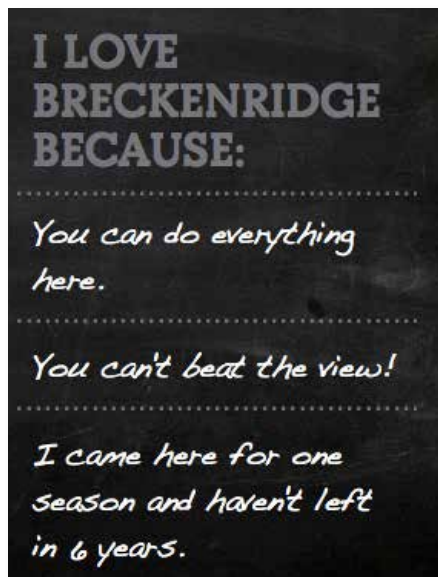 I LOVE
BRECKENRIDGE
BECAUSE:
You can do everything
here.
You can't beat the view!
I came here for one
season and haven't left
in 6 years.